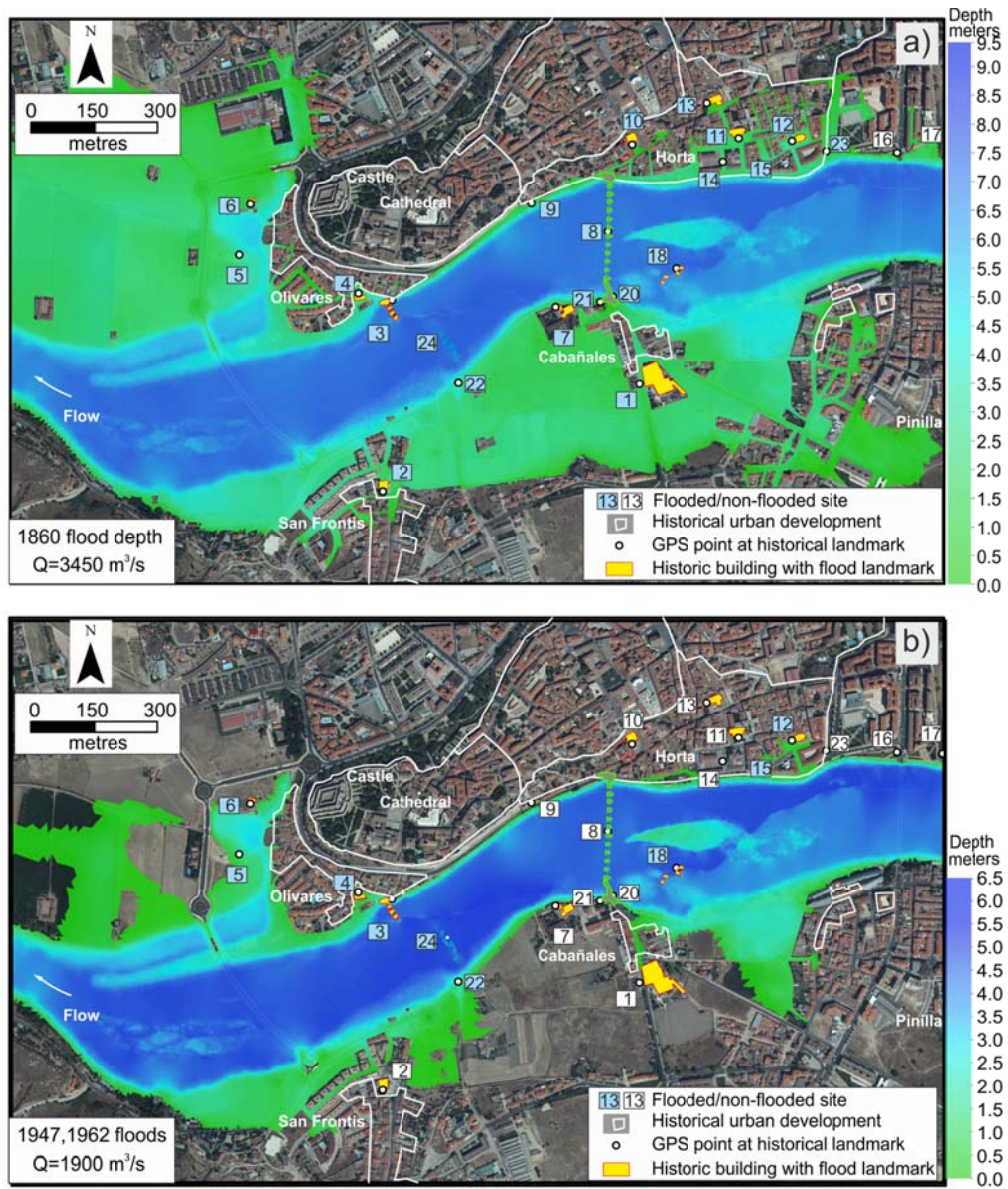 Depth
meters
a)
N
0 150 300
metres
9.5
9.0
8.5
8.0
7.5
7.0
6.5
6.0
5.5
5.0
4.5
4.0
3.5
3.0
2.5
2.0
1.5
1.0
0.5
0.0
13
10
11
12
23
16
17
Horta
14
15
Castle
Cathedral
6
9
8
5
18
4
Olivares
3
21
20
7
24
Cabañales
22
1
Flow
Pinilla
2
San Frontis
1860 flood depth
Q=3450 m³/s
13 13 Flooded/non-flooded site
Historical urban development
GPS point at historical landmark
Historic building with flood landmark
b)
N
0 150 300
metres
13
10
11
12
23
16
17
Horta
14
15
Castle
Cathedral
6
9
8
5
18
4
Olivares
3
21
20
7
24
Cabañales
22
1
Flow
Pinilla
2
San Frontis
Depth
meters
6.5
6.0
5.5
5.0
4.5
4.0
3.5
3.0
2.5
2.0
1.5
1.0
0.5
0.0
1947,1962 floods
Q=1900 m³/s
13 13 Flooded/non-flooded site
Historical urban development
GPS point at historical landmark
Historic building with flood landmark